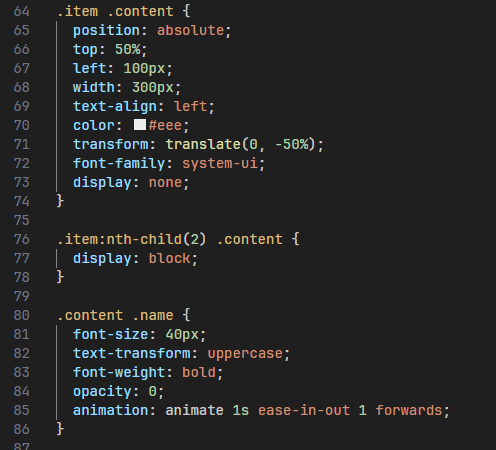 64 .item .content {
65 position: absolute;
66 top: 50%;
67 left: 100px;
68 width: 300px;
69 text-align: left;
70 color: #eee;
71 transform: translate(0, -50%);
72 font-family: system-ui;
73 display: none;
74 }
75
76 .item:nth-child(2) .content {
77 display: block;
78 }
79
80 .content .name {
81 font-size: 40px;
82 text-transform: uppercase;
83 font-weight: bold;
84 opacity: 0;
85 animation: animate 1s ease-in-out 1 forwards;
86 }
87